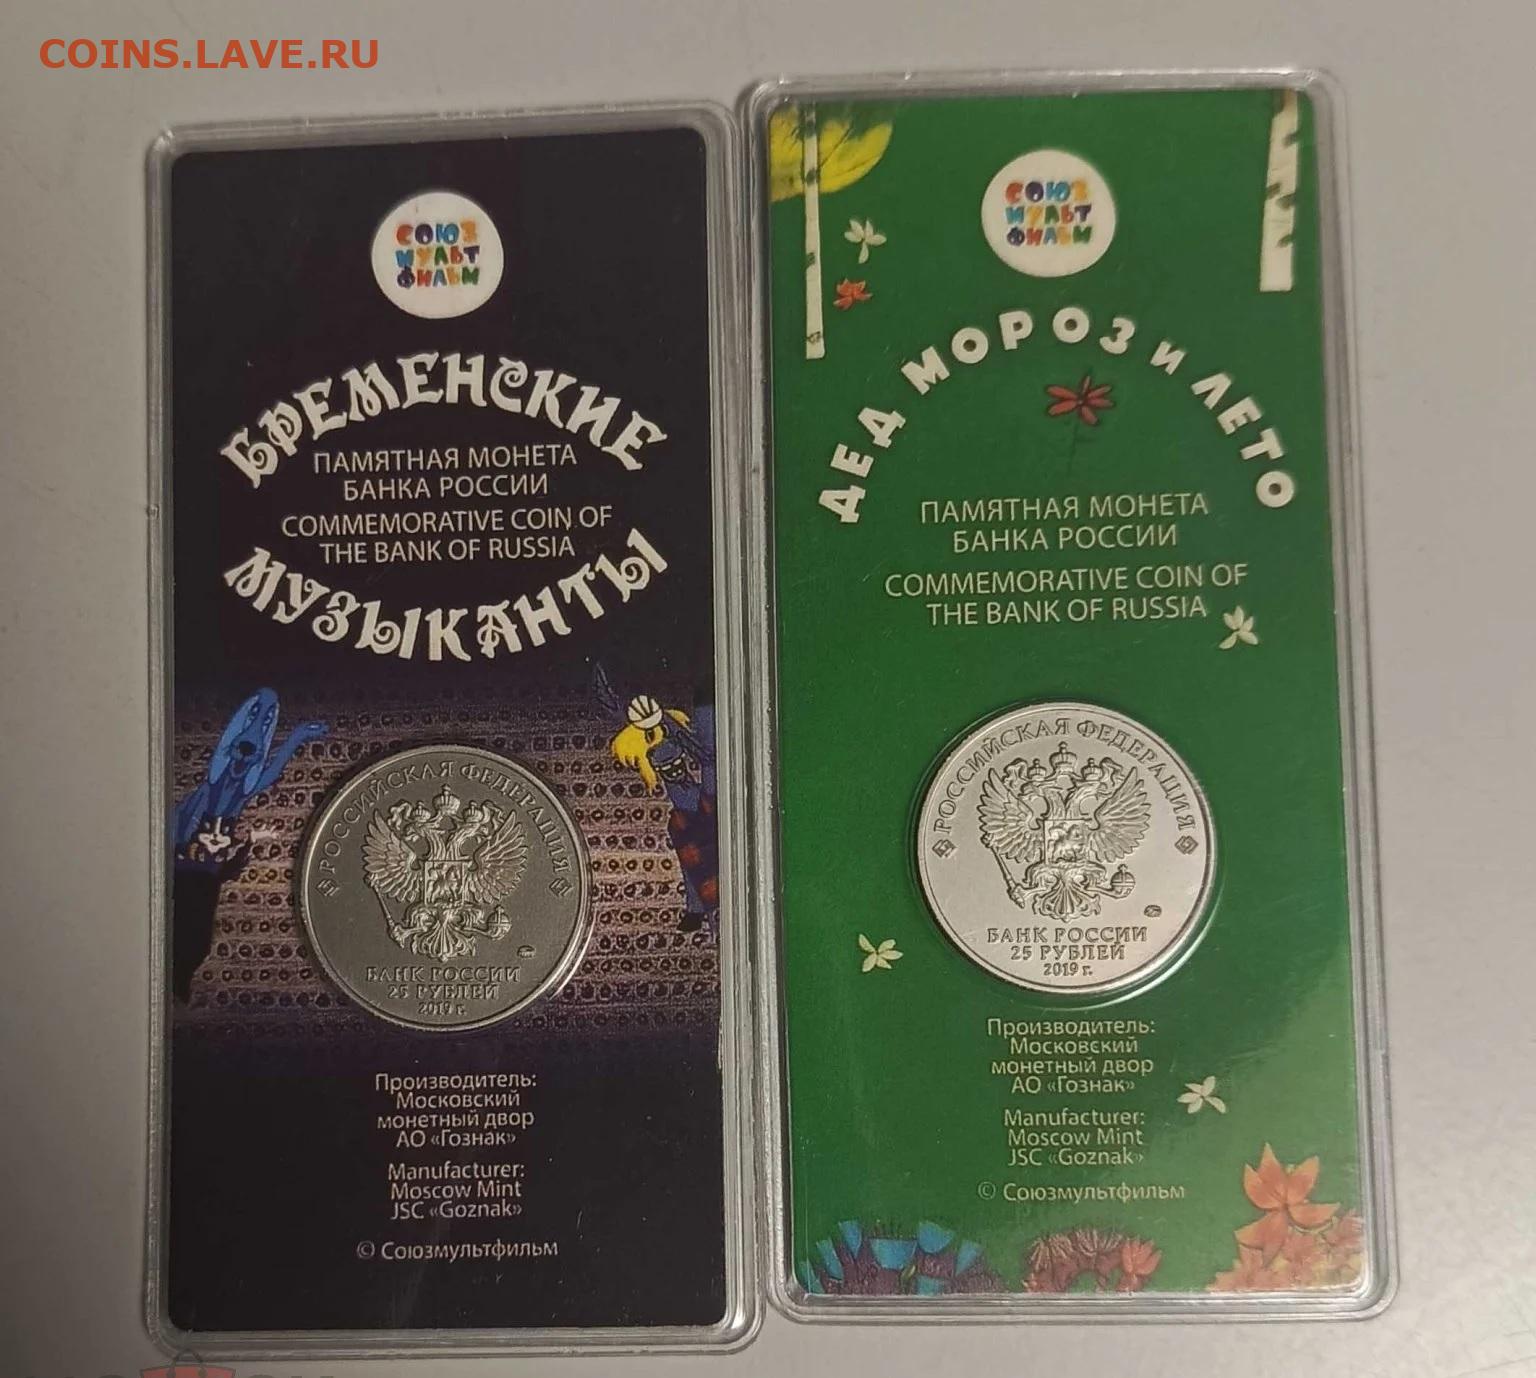 COINS.LAVE.RU
СОЮЗ
МУЛЬТ
ФИЛЬМ
БРЕМЕНСКИЕ
ПАМЯТНАЯ МОНЕТА
БАНКА РОССИИ
COMMEMORATIVE COIN OF
THE BANK OF RUSSIA
МУЗЫКАНТЫ
РОССИЙСКАЯ ФЕДЕРАЦИЯ
БАНК РОССИИ
25 РУБЛЕЙ
2019 г.
Производитель:
Московский
монетный двор
АО «Гознак»
Manufacturer:
Moscow Mint
JSC «Goznak»
© Союзмультфильм
СОЮЗ
МУЛЬТ
ФИЛЬМ
ДЕД МОРОЗ и ЛЕТО
ПАМЯТНАЯ МОНЕТА
БАНКА РОССИИ
COMMEMORATIVE COIN OF
THE BANK OF RUSSIA
РОССИЙСКАЯ ФЕДЕРАЦИЯ
БАНК РОССИИ
25 РУБЛЕЙ
2019 г.
Производитель:
Московский
монетный двор
АО «Гознак»
Manufacturer:
Moscow Mint
JSC «Goznak»
© Союзмультфильм